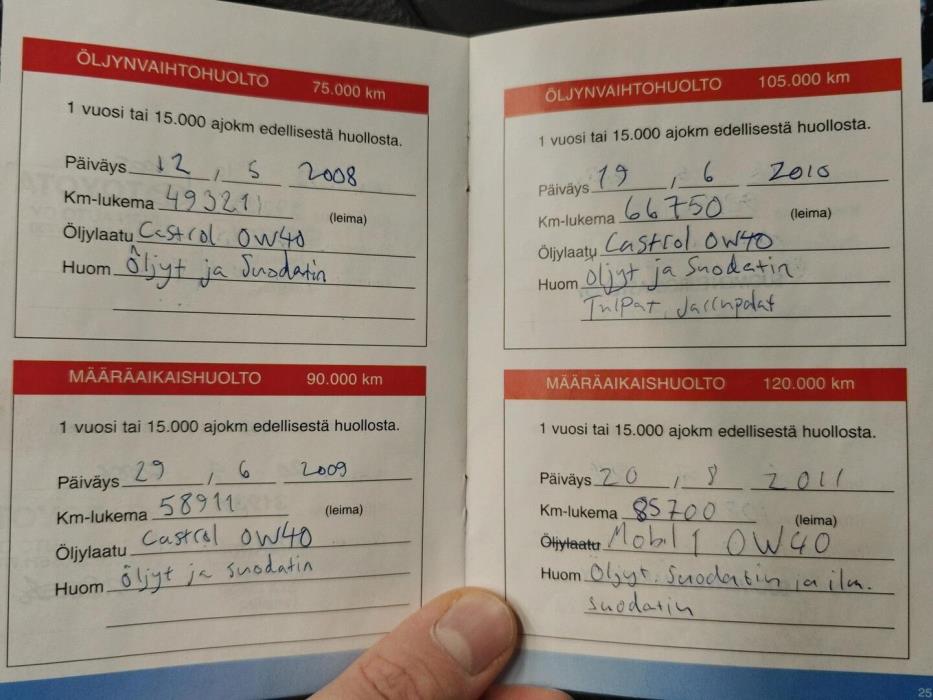 ÖLJYNVAIHTOHUOLTO 75.000 km
1 vuosi tai 15.000 ajokm edellisestä huollosta.
Päiväys 12 , 5 2008
Km-lukema 49321 (leima)
Öljylaatu Castrol 0W40
Huom Öljyt ja Suodatin
MÄÄRÄAIKAISHUOLTO 90.000 km
1 vuosi tai 15.000 ajokm edellisestä huollosta.
Päiväys 29 , 6 2009
Km-lukema 58911 (leima)
Öljylaatu Castrol 0W40
Huom öljyt ja suodatin
ÖLJYNVAIHTOHUOLTO 105.000 km
1 vuosi tai 15.000 ajokm edellisestä huollosta.
Päiväys 19 , 6 2010
Km-lukema 66750 (leima)
Öljylaatu Castrol 0W40
Huom öljyt ja Suodatin
Tulpat, Jarrupalat
MÄÄRÄAIKAISHUOLTO 120.000 km
1 vuosi tai 15.000 ajokm edellisestä huollosta.
Päiväys 20 , 8 2011
Km-lukema 85700 (leima)
Öljylaatu Mobil 1 0W40
Huom Öljyt. Suodatin ja ilm.
suodatin
25